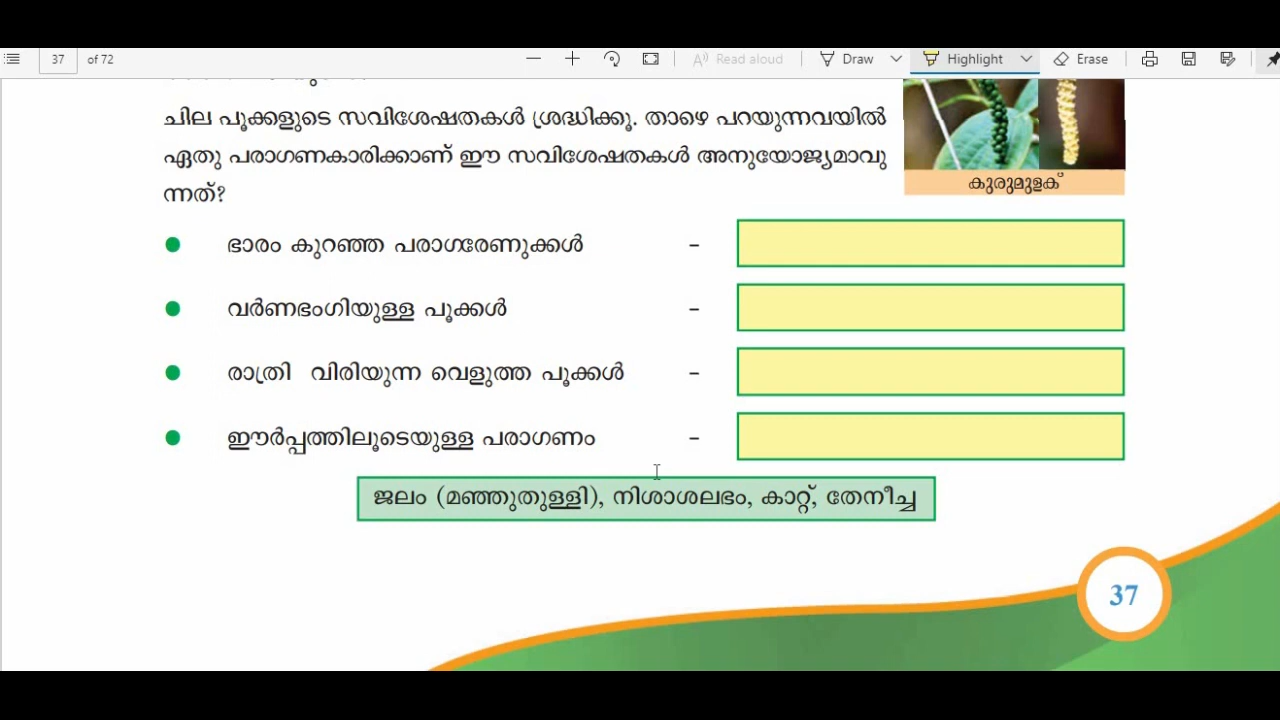 37 of 72 Read aloud Draw Highlight Erase
ചില പൂക്കളുടെ സവിശേഷതകൾ ശ്രദ്ധിക്കൂ. താഴെ പറയുന്നവയിൽ
ഏതു പരാഗണകാരിക്കാണ് ഈ സവിശേഷതകൾ അനുയോജ്യമാവു
ന്നത്?
കുരുമുളക്
ഭാരം കുറഞ്ഞ പരാഗരേണുക്കൾ -
വർണഭംഗിയുള്ള പൂക്കൾ -
രാത്രി വിരിയുന്ന വെളുത്ത പൂക്കൾ -
ഈർപ്പത്തിലൂടെയുള്ള പരാഗണം -
ജലം (മഞ്ഞുതുള്ളി), നിശാശലഭം, കാറ്റ്, തേനീച്ച
37